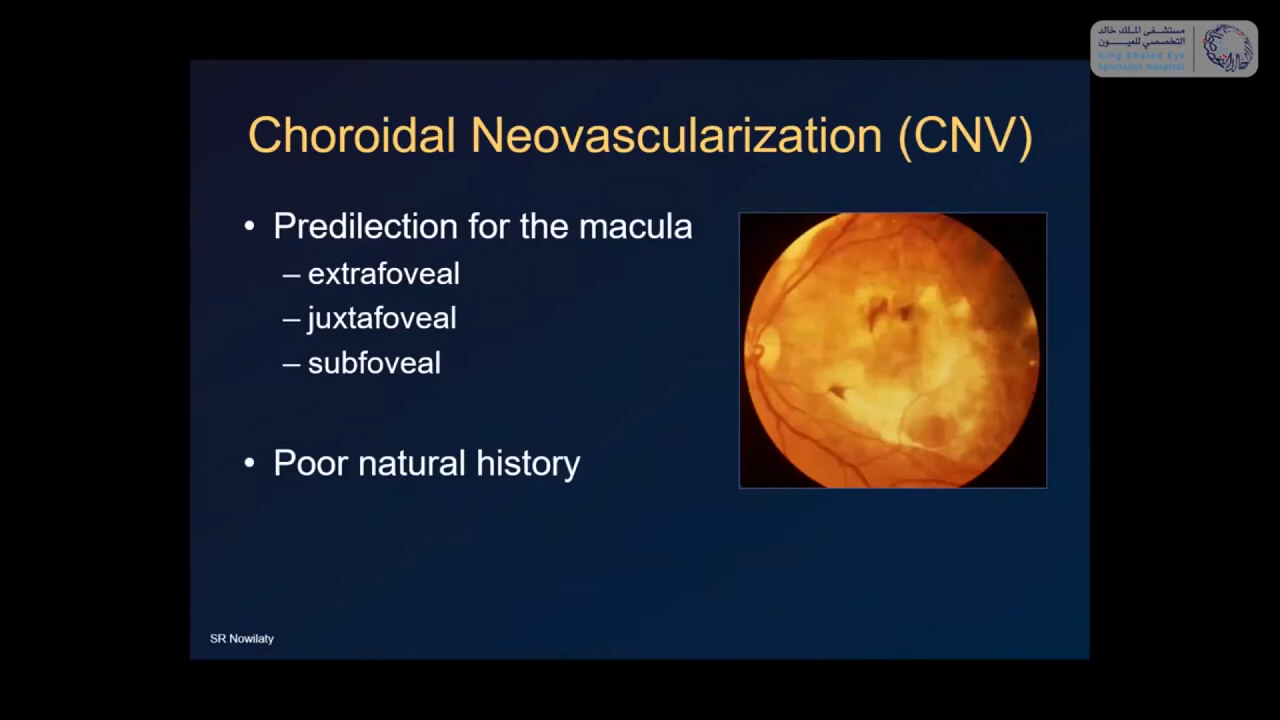 مستشفى الملك خالد
التخصصي للعيون
King Khaled Eye
Specialist Hospital
Choroidal Neovascularization (CNV)
• Predilection for the macula
– extrafoveal
– juxtafoveal
– subfoveal
• Poor natural history
SR Nowilaty